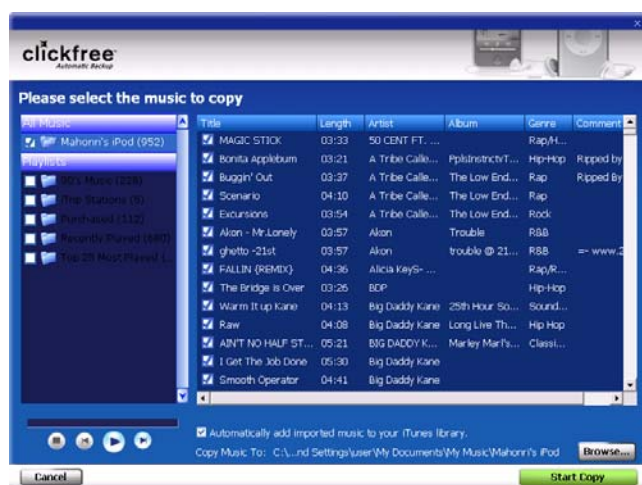 clickfree
Automatic Backup
Please select the music to copy
All Music
Mahonri's iPod (952)
Playlists
90's Music (228)
iTrip Stations (5)
Purchased (112)
Recently Played (680)
Top 25 Most Played (...
Title Length Artist Album Genre Comment
MAGIC STICK 03:33 50 CENT FT. ... Rap/H...
Bonita Applebum 03:21 A Tribe Calle... PplsInstnctvT... Hip-Hop Ripped by
Buggin' Out 03:37 A Tribe Calle... The Low End... Rap Ripped By
Scenario 04:10 A Tribe Calle... The Low End... Rap
Excursions 03:54 A Tribe Calle... The Low End... Rock
Akon - Mr.Lonely 03:57 Akon Trouble R&B
ghetto -21st 03:57 Akon trouble @ 21... R&B =- www.2
FALLIN {REMIX} 04:36 Alicia KeyS- ... Rap/R...
The Bridge is Over 03:26 BDP Hip-Hop
Warm It up Kane 04:13 Big Daddy Kane 25th Hour So... Sound...
Raw 04:08 Big Daddy Kane Long Live Th... Hip Hop
AIN'T NO HALF ST... 05:21 BIG DADDY K... Marley Marl's... Classi...
I Get The Job Done 05:30 Big Daddy Kane
Smooth Operator 04:41 Big Daddy Kane
Automatically add imported music to your iTunes library.
Copy Music To: C:\...nd Settings\user\My Documents\My Music\Mahonri's iPod Browse...
Cancel Start Copy